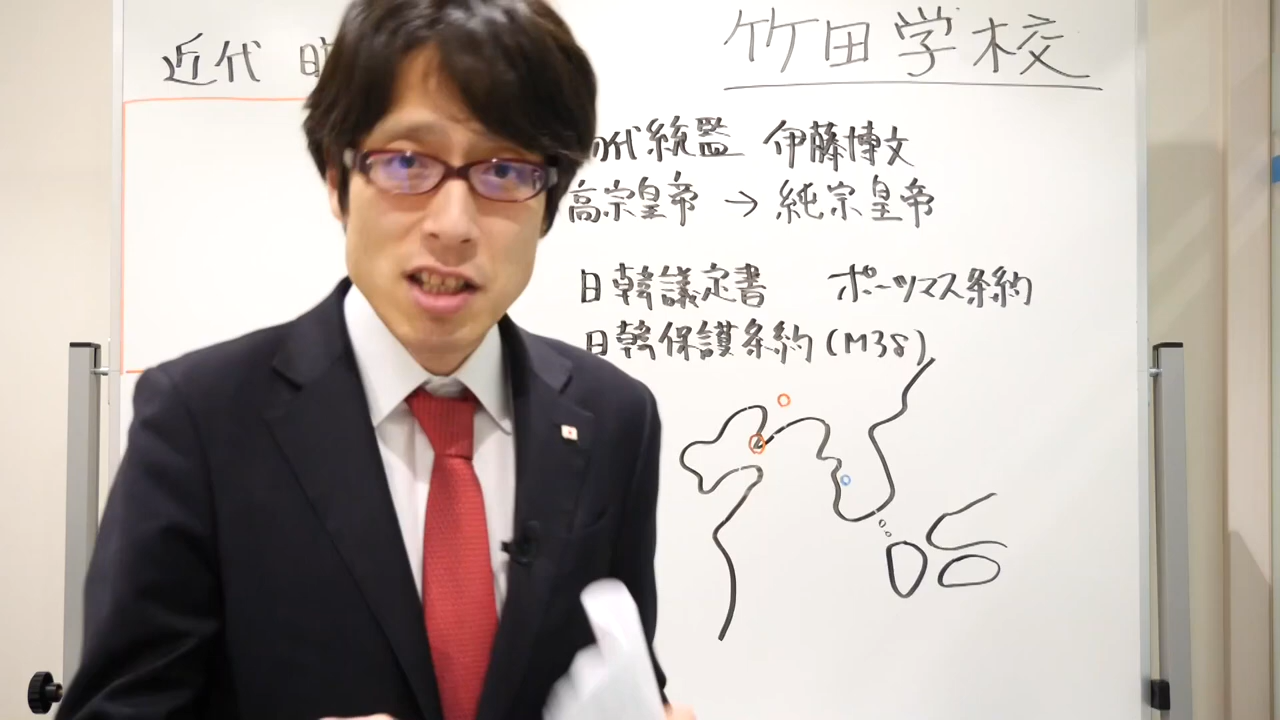 近代
竹田学校
代統監 伊藤博文
高宗皇帝 → 純宗皇帝
日韓議定書 ポーツマス条約
日韓保護条約(M38)